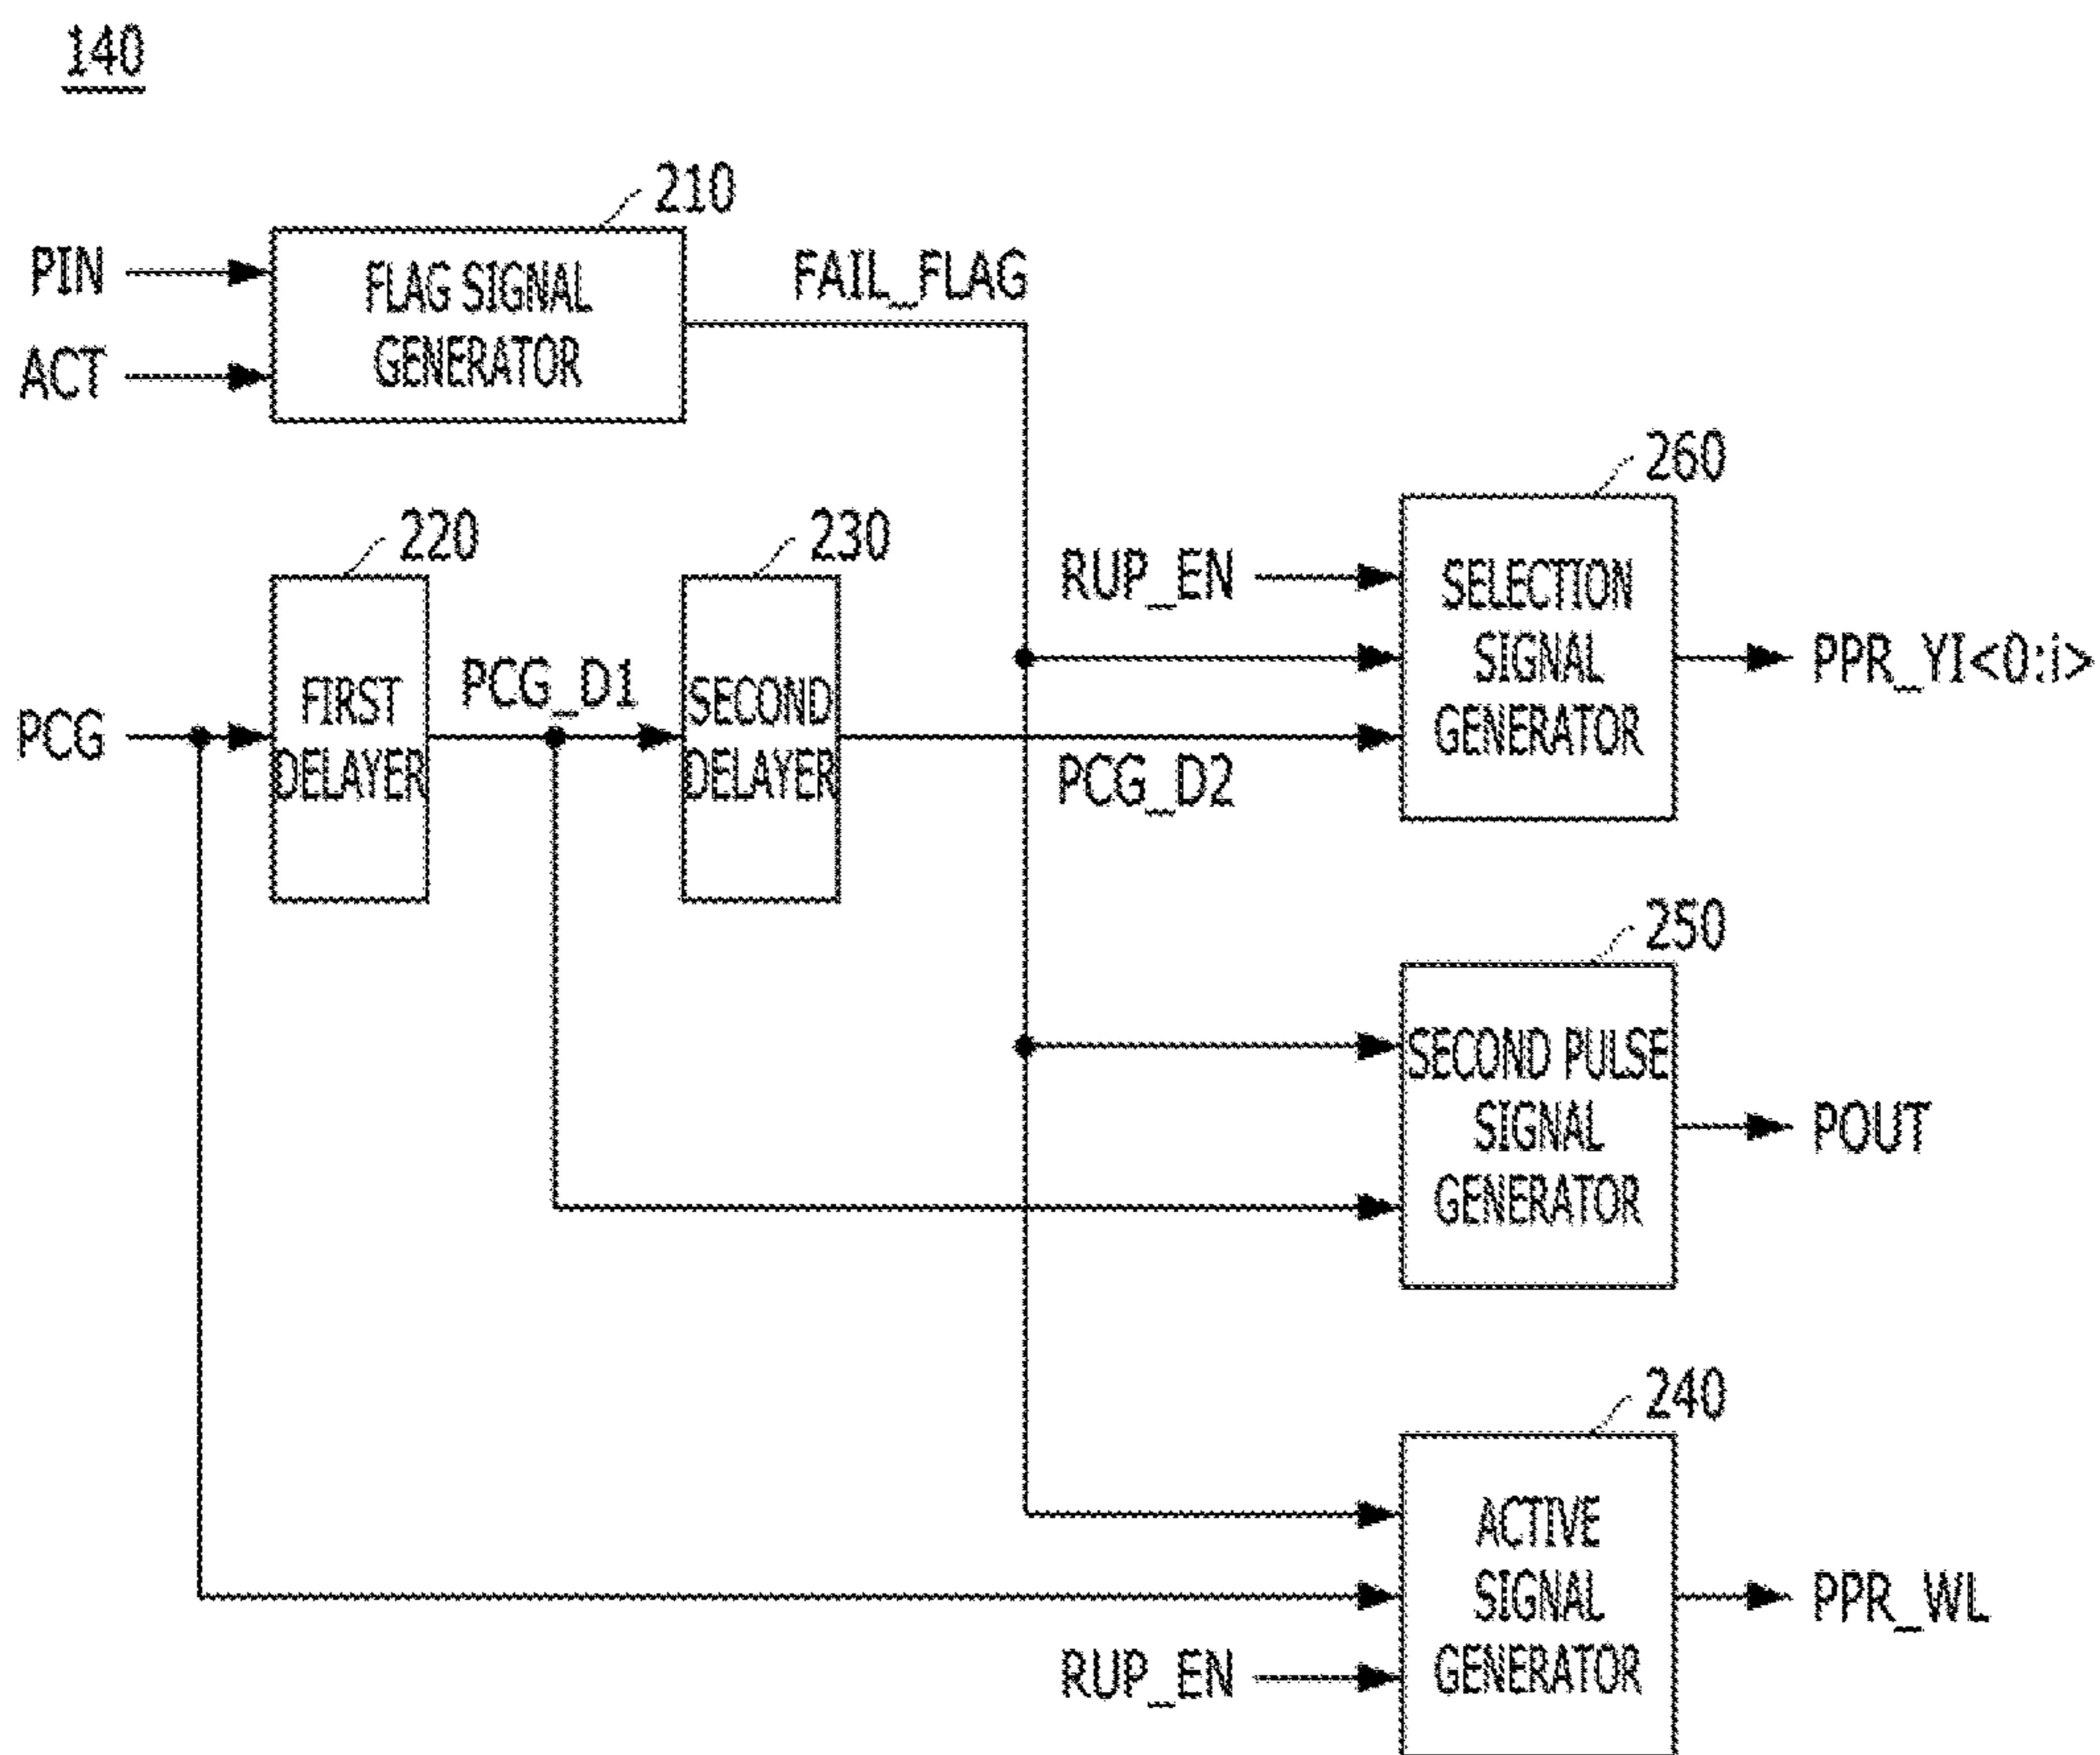 140
210
PIN
ACT
FLAG SIGNAL
GENERATOR
FAIL_FLAG
260
220
230
RUP_EN
SELECTION
SIGNAL
GENERATOR
PPR_YI<0:i>
PCG
FIRST
DELAYER
PCG_D1
SECOND
DELAYER
PCG_D2
250
SECOND PULSE
SIGNAL
GENERATOR
POUT
240
ACTIVE
SIGNAL
GENERATOR
PPR_WL
RUP_EN